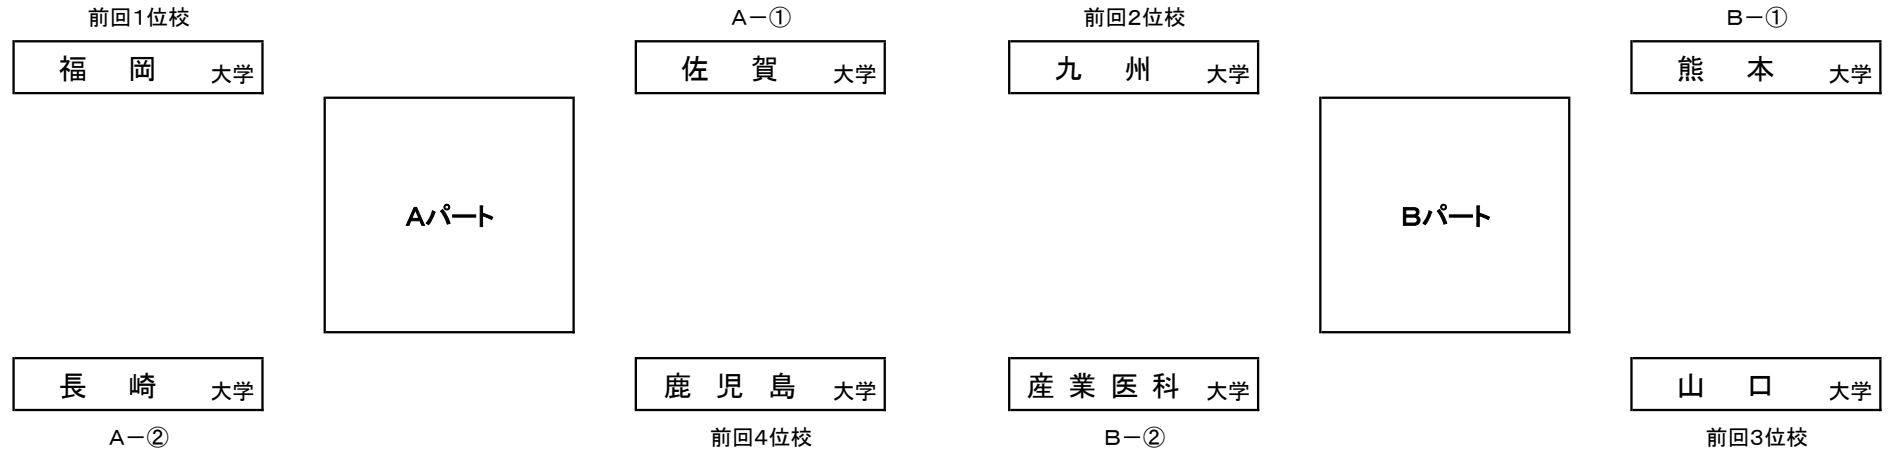 前回１位校
A－①
前回２位校
B－①
福　岡　大学
佐　賀　大学
九　州　大学
熊　本　大学
Aパート
Bパート
長　崎　大学
鹿　児　島　大学
産　業　医　科　大学
山　口　大学
A－②
前回４位校
B－②
前回３位校